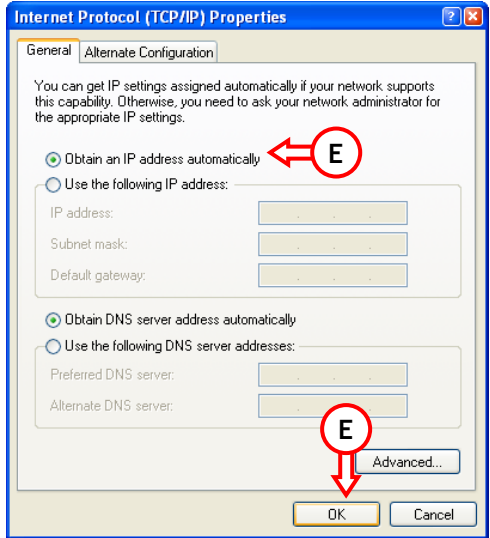 Internet Protocol (TCP/IP) Properties
General
Alternate Configuration
You can get IP settings assigned automatically if your network supports
this capability. Otherwise, you need to ask your network administrator for
the appropriate IP settings.
Obtain an IP address automatically
E
Use the following IP address:
IP address:
Subnet mask:
Default gateway:
Obtain DNS server address automatically
Use the following DNS server addresses:
Preferred DNS server:
Alternate DNS server:
E
Advanced...
OK
Cancel